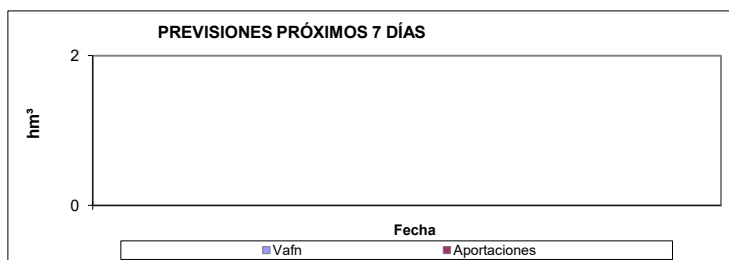 PREVISIONES PRÓXIMOS 7 DÍAS
2
hm³
0
Fecha
Vafn Aportaciones